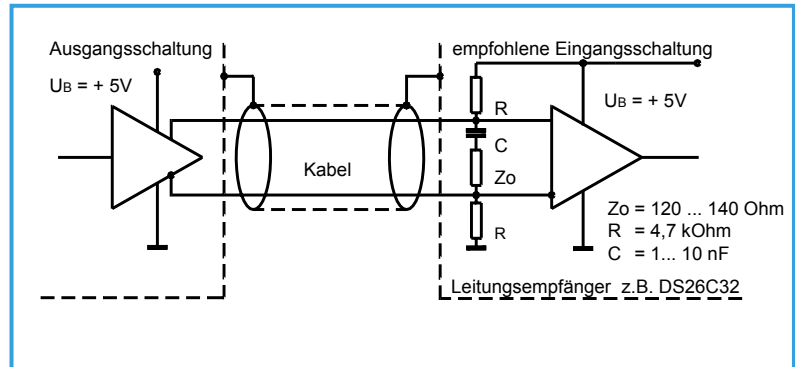 Ausgangsschaltung
UB = + 5V
Kabel
empfohlene Eingangsschaltung
R
UB = + 5V
C
Zo
R
Zo = 120 ... 140 Ohm
R = 4,7 kOhm
C = 1... 10 nF
Leitungsempfänger z.B. DS26C32